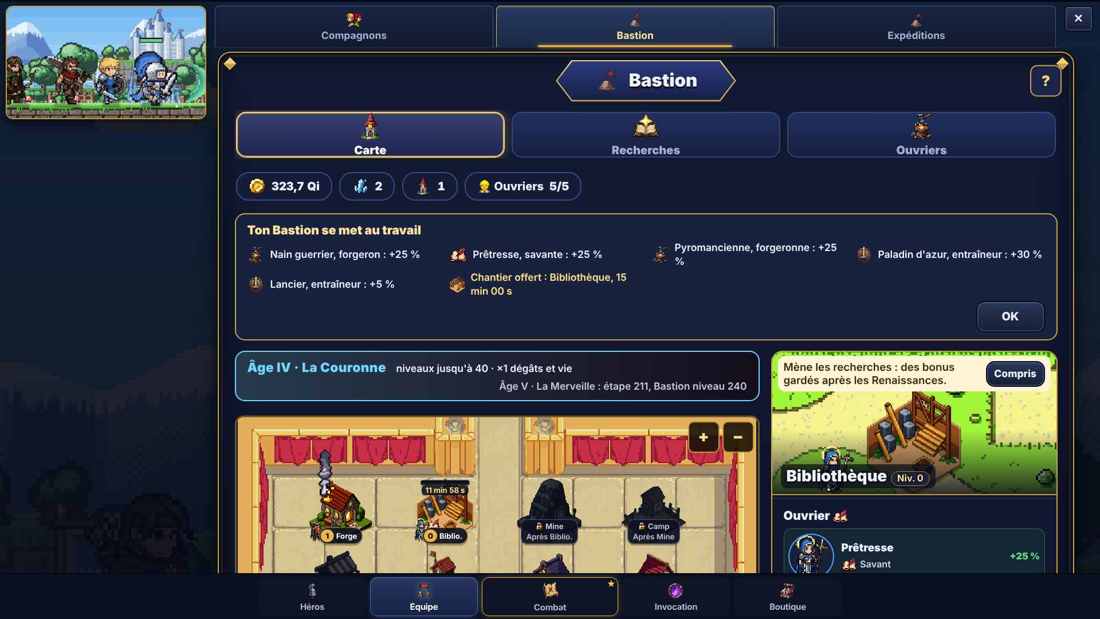 Compagnons
Bastion
Expéditions
×
Bastion
?
Carte
Recherches
Ouvriers
323,7 Qi
2
1
Ouvriers 5/5
Ton Bastion se met au travail
Nain guerrier, forgeron : +25 %
Prêtresse, savante : +25 %
Pyromancienne, forgeronne : +25
%
Paladin d'azur, entraîneur : +30 %
Lancier, entraîneur : +5 %
Chantier offert : Bibliothèque, 15
min 00 s
OK
Âge IV · La Couronne
niveaux jusqu'à 40 · ×1 dégâts et vie
Âge V · La Merveille : étape 211, Bastion niveau 240
+
−
11 min 58 s
1 Forge
0 Biblio.
Mine
Après Biblio.
Camp
Après Mine
Mène les recherches : des bonus
gardés après les Renaissances.
Compris
Bibliothèque Niv. 0
Ouvrier
Prêtresse
Savant
+25 %
Héros
Équipe
Combat
Invocation
Boutique